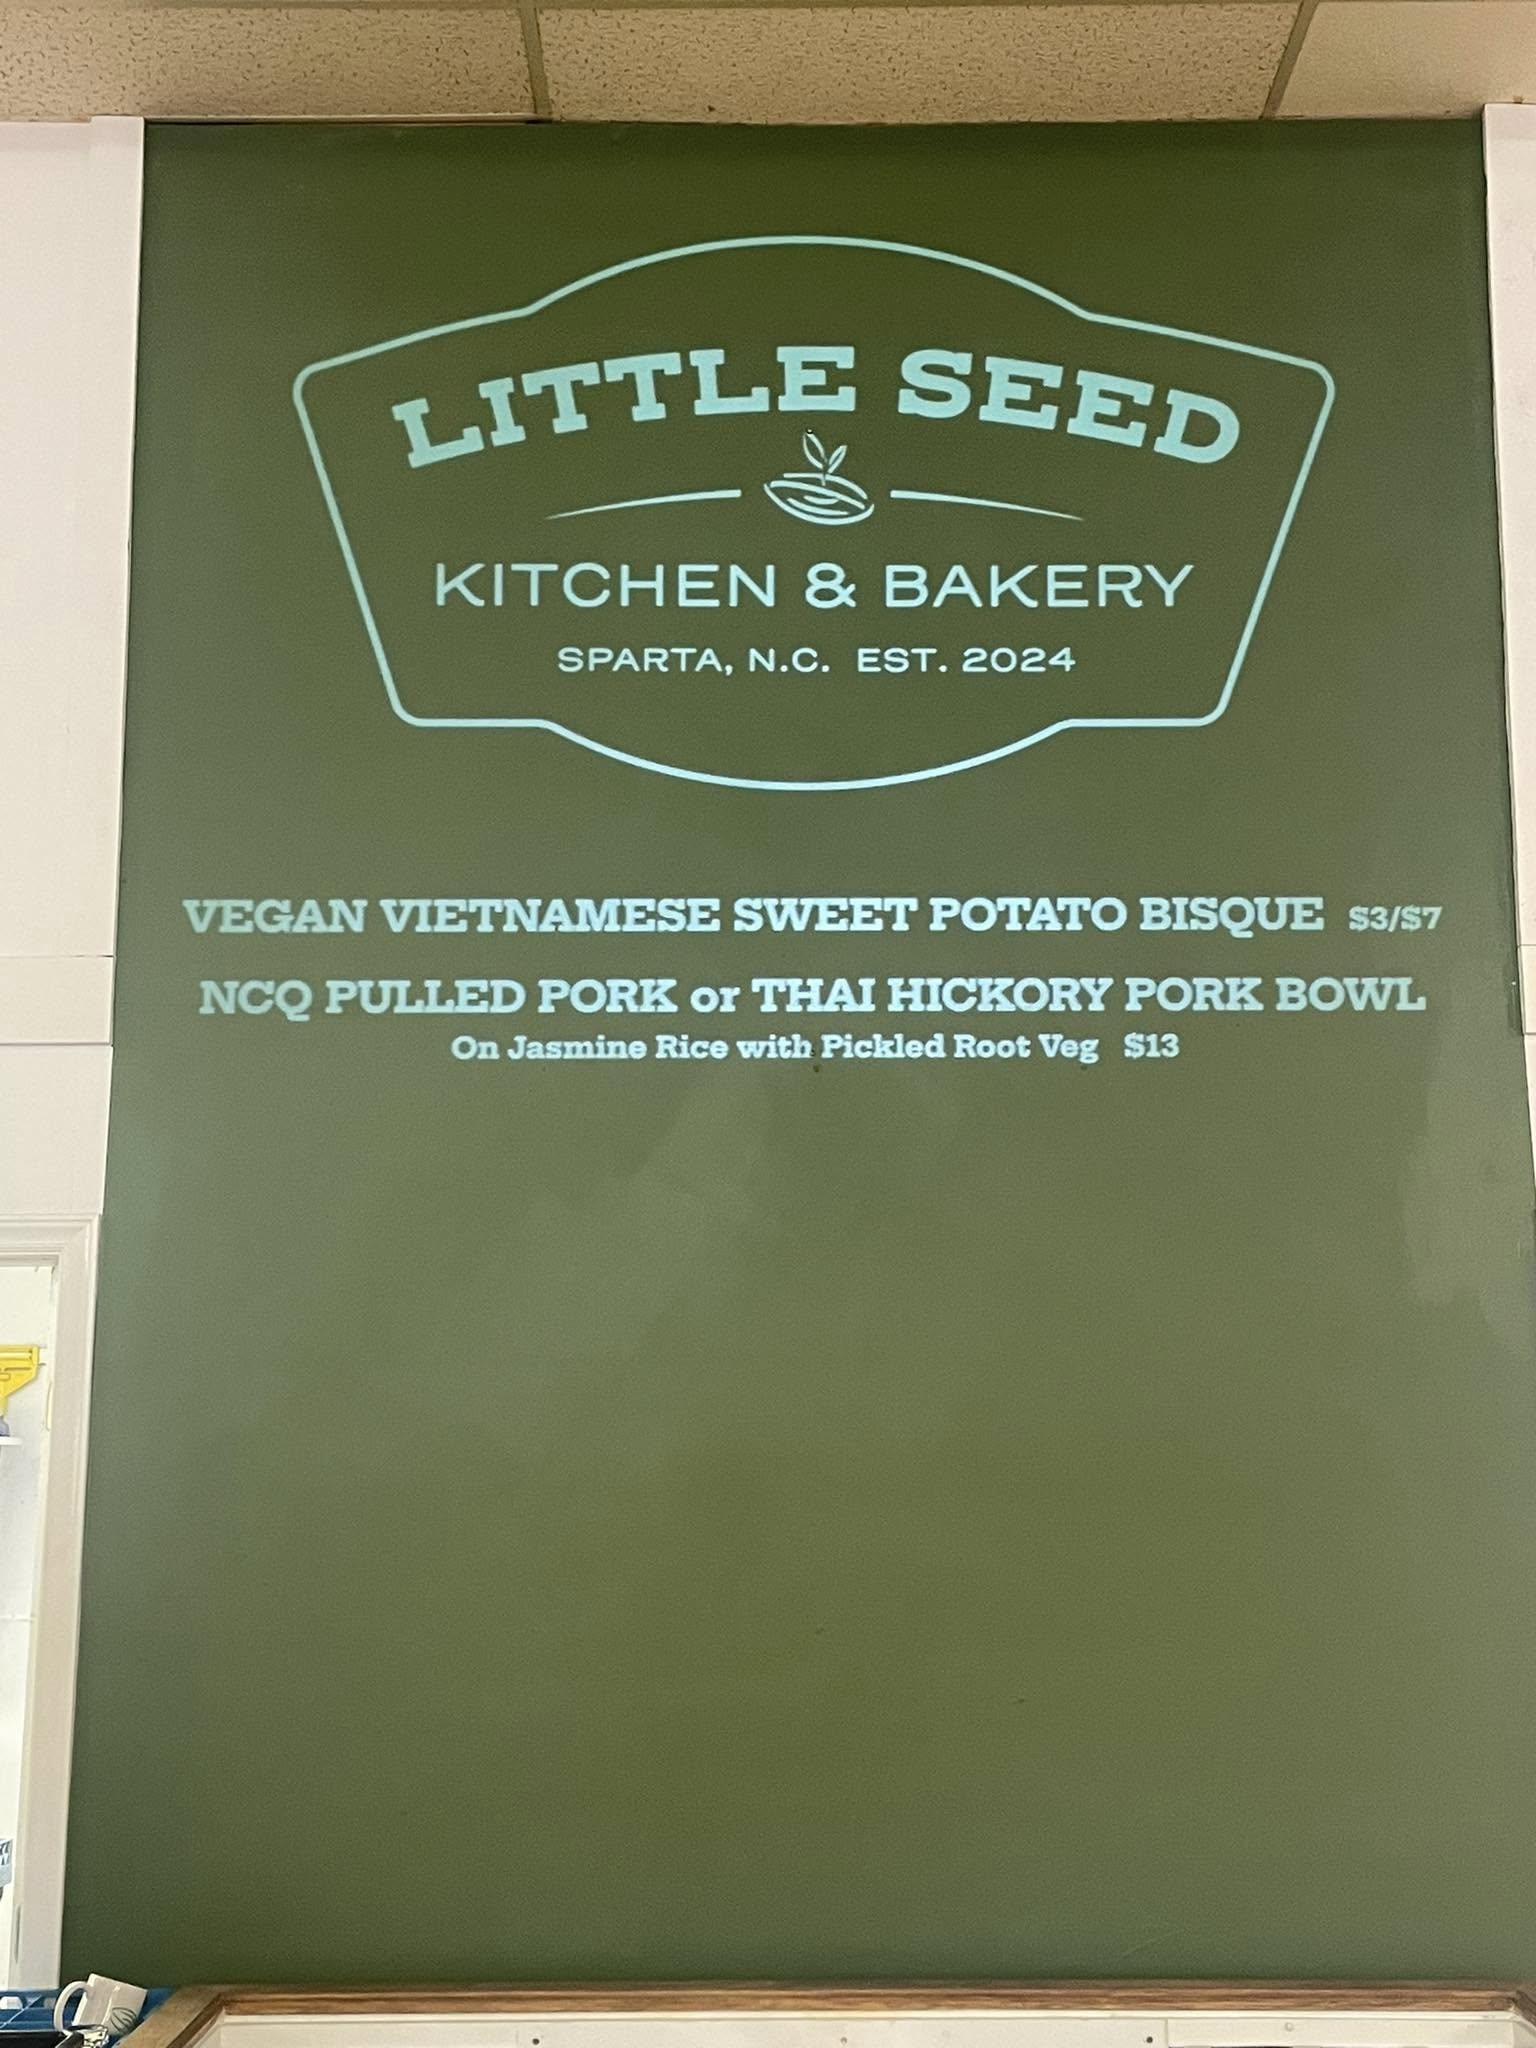 LITTLE SEED
KITCHEN & BAKERY
SPARTA, N.C. EST. 2024
VEGAN VIETNAMESE SWEET POTATO BISQUE $3/$7
NCQ PULLED PORK or THAI HICKORY PORK BOWL
On Jasmine Rice with Pickled Root Veg $13